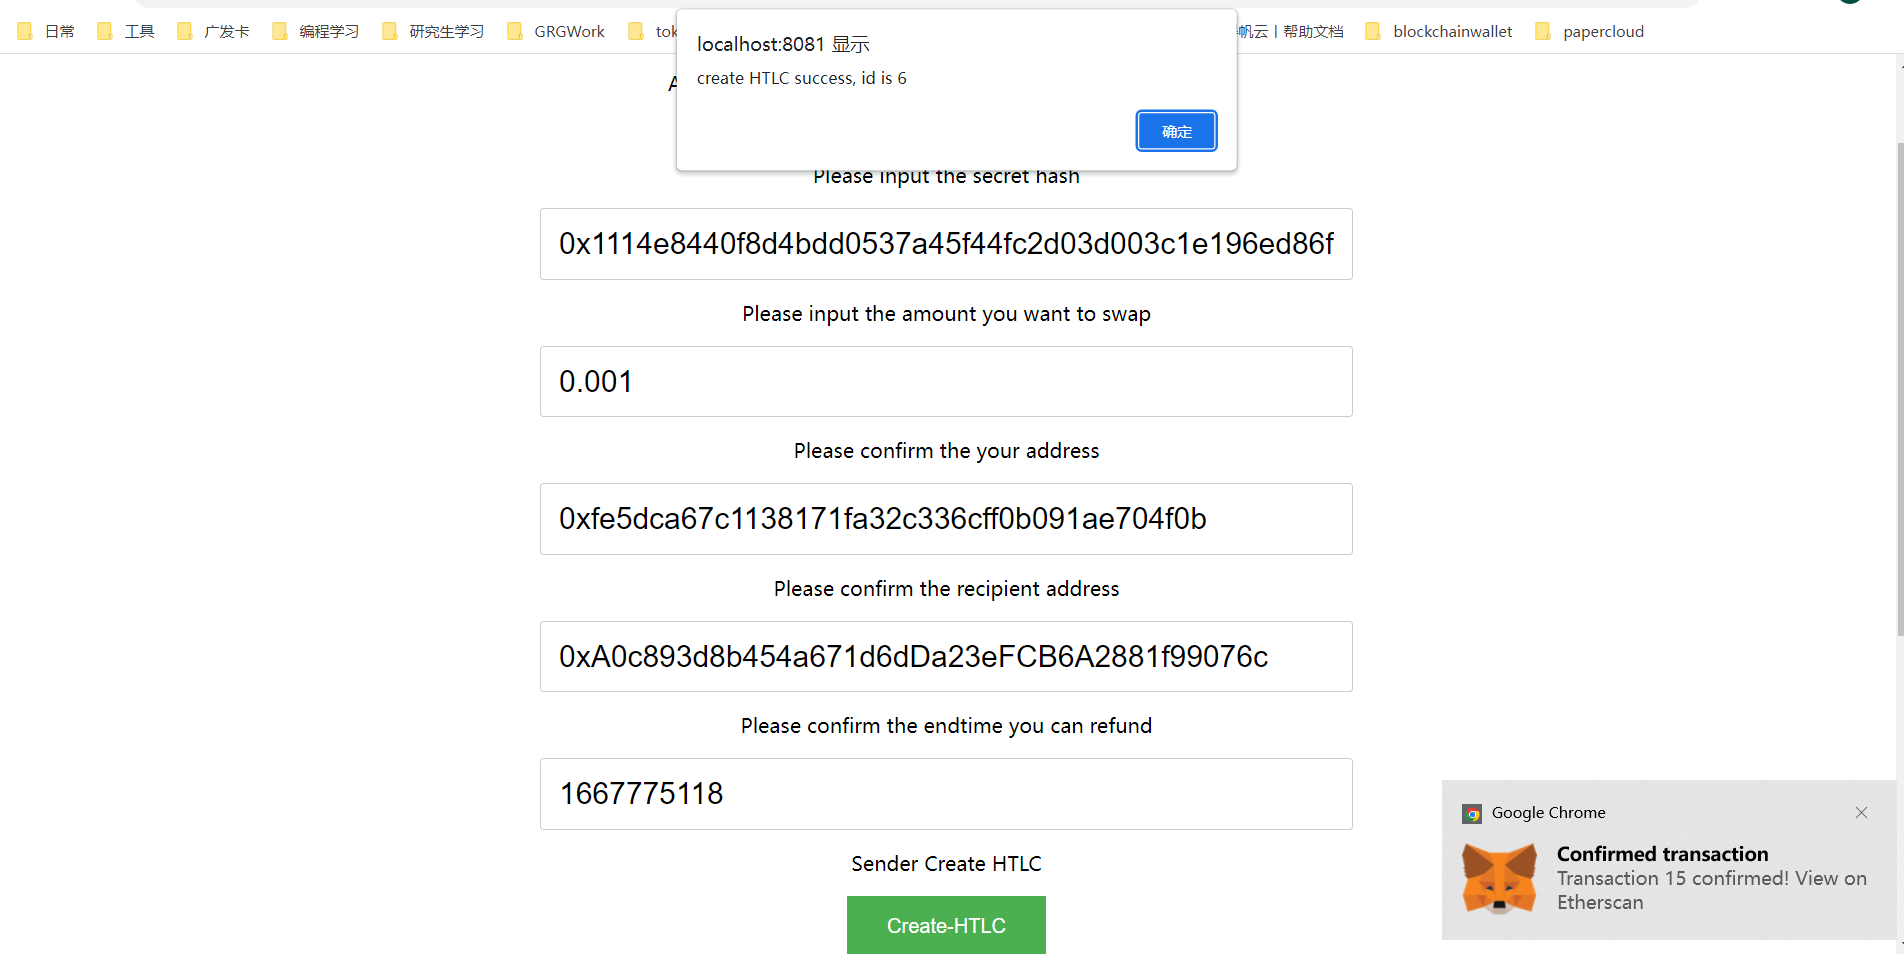 日常 工具 广发卡 编程学习 研究生学习 GRGWork 帆云丨帮助文档 blockchainwallet papercloud
localhost:8081 显示
create HTLC success, id is 6
确定
Please input the secret hash
0x1114e8440f8d4bdd0537a45f44fc2d03d003c1e196ed86f
Please input the amount you want to swap
0.001
Please confirm the your address
0xfe5dca67c1138171fa32c336cff0b091ae704f0b
Please confirm the recipient address
0xA0c893d8b454a671d6dDa23eFCB6A2881f99076c
Please confirm the endtime you can refund
1667775118
Sender Create HTLC
Create-HTLC
Google Chrome
Confirmed transaction
Transaction 15 confirmed! View on
Etherscan